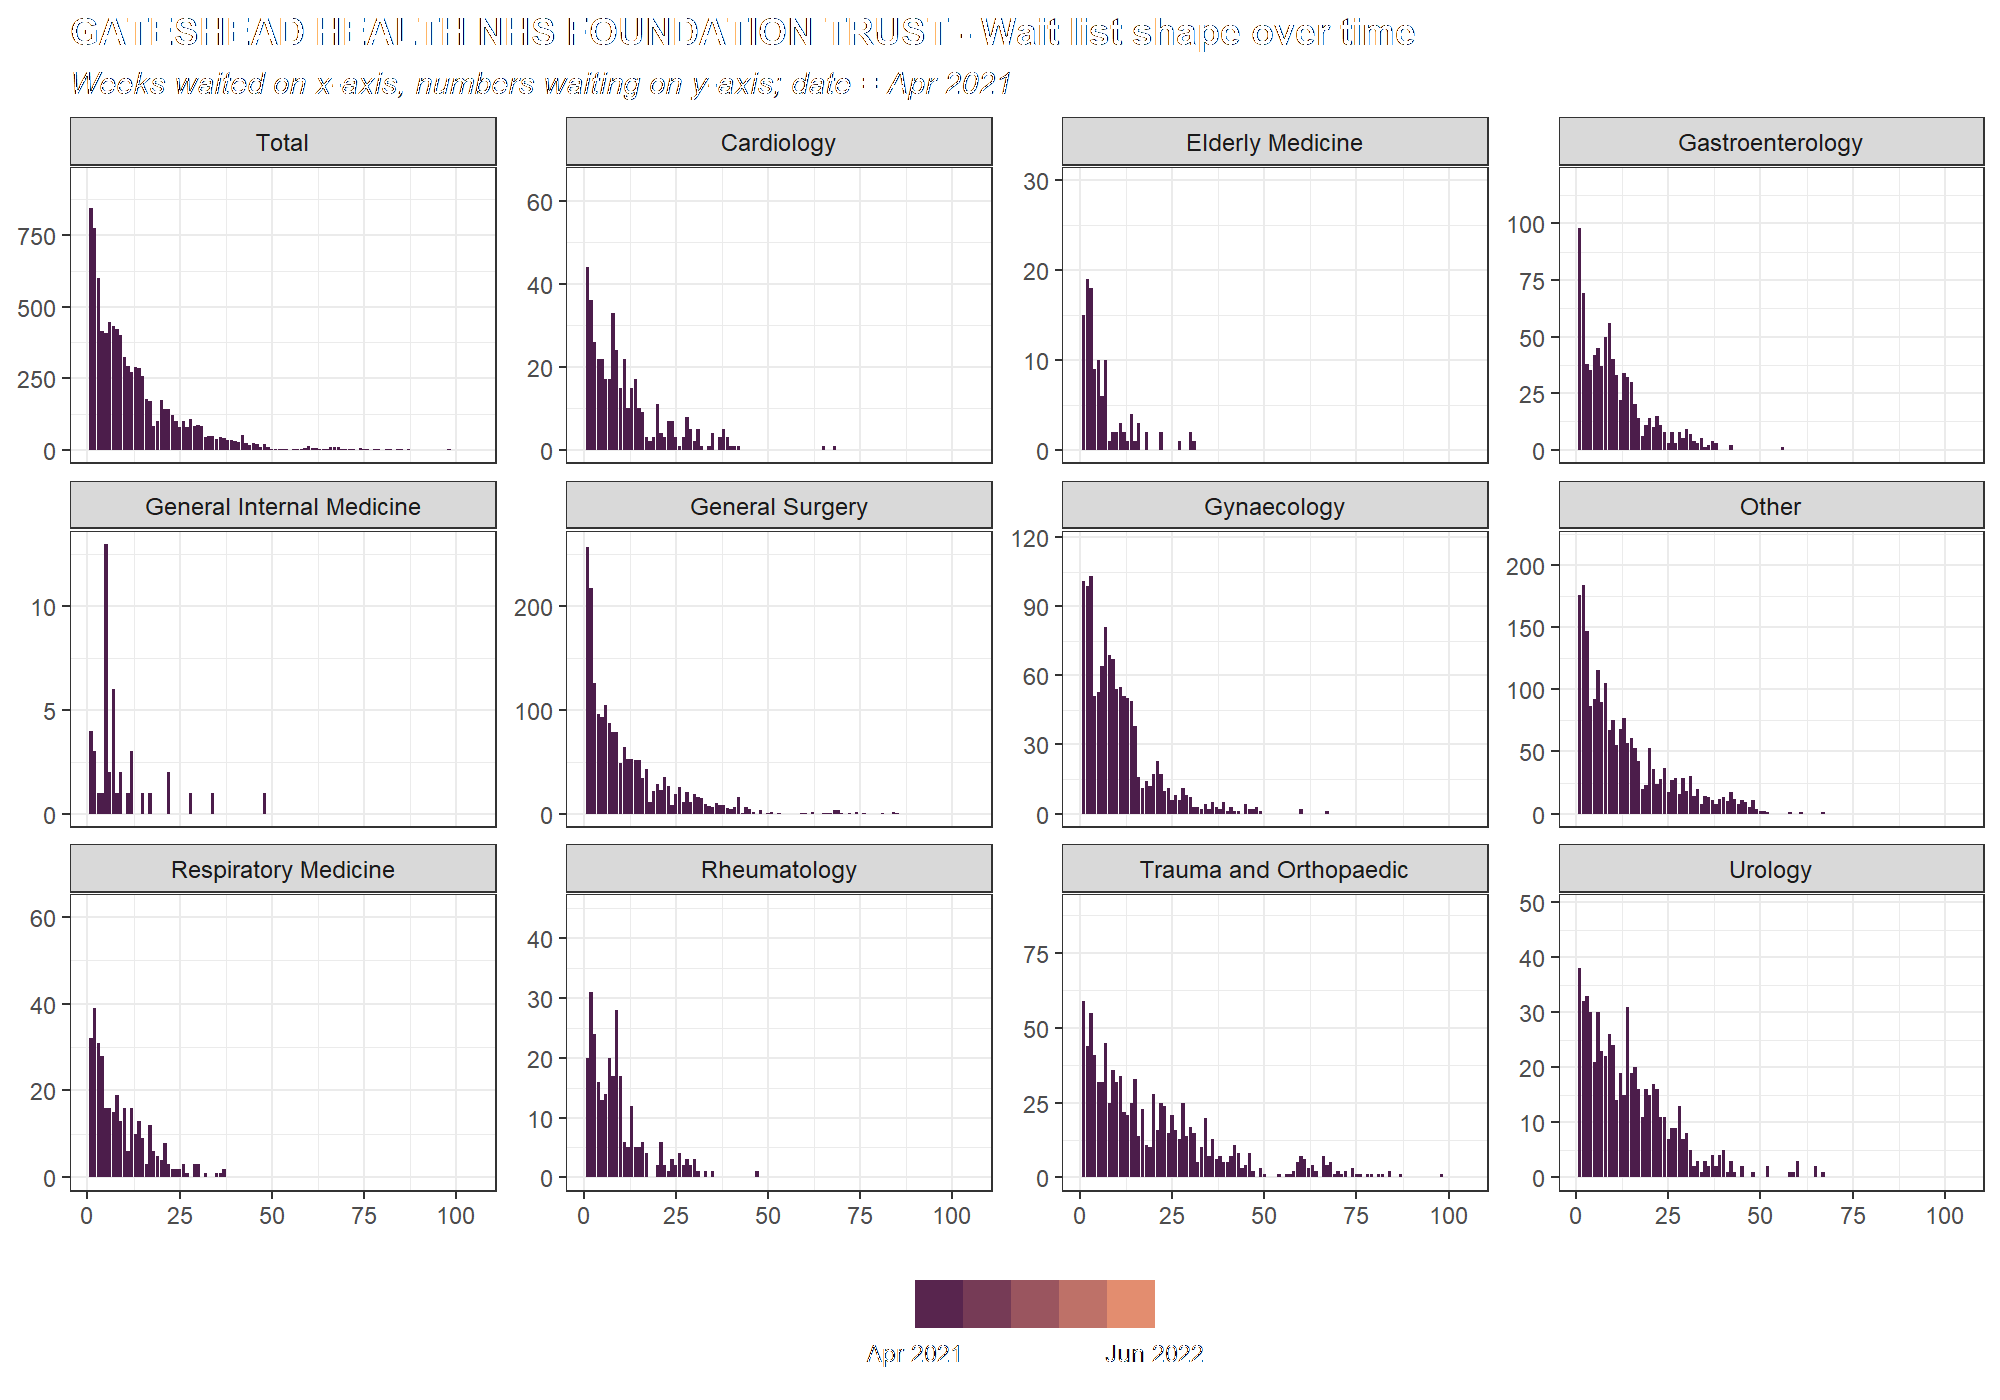 GATESHEAD HEALTH NHS FOUNDATION TRUST - Wait list shape over time
Weeks waited on x-axis, numbers waiting on y-axis; date = Apr 2021
Total
Cardiology
Elderly Medicine
Gastroenterology
750
500
250
0
60
40
20
0
30
20
10
0
100
75
50
25
0
General Internal Medicine
General Surgery
Gynaecology
Other
10
5
0
200
100
0
120
90
60
30
0
200
150
100
50
0
Respiratory Medicine
Rheumatology
Trauma and Orthopaedic
Urology
60
40
20
0
40
30
20
10
0
75
50
25
0
50
40
30
20
10
0
0 25 50 75 100
0 25 50 75 100
0 25 50 75 100
0 25 50 75 100
Apr 2021 Jun 2022